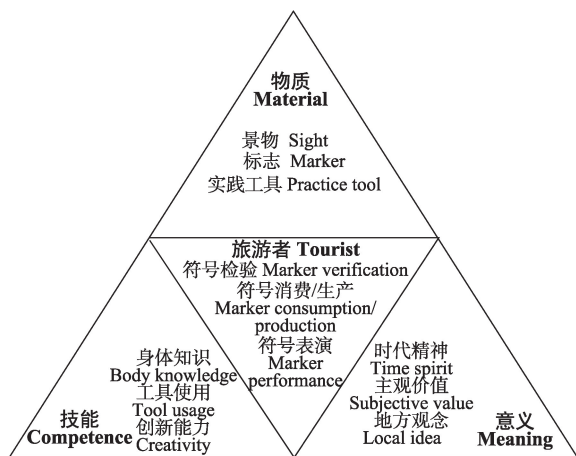 物质
Material
景物 Sight
标志 Marker
实践工具 Practice tool
旅游者 Tourist
符号检验 Marker verification
符号消费/生产
Marker consumption/
production
符号表演
Marker
performance
身体知识
Body knowledge
工具使用
Tool usage
创新能力
Creativity
技能
Competence
时代精神
Time spirit
主观价值
Subjective value
地方观念
Local idea
意义
Meaning